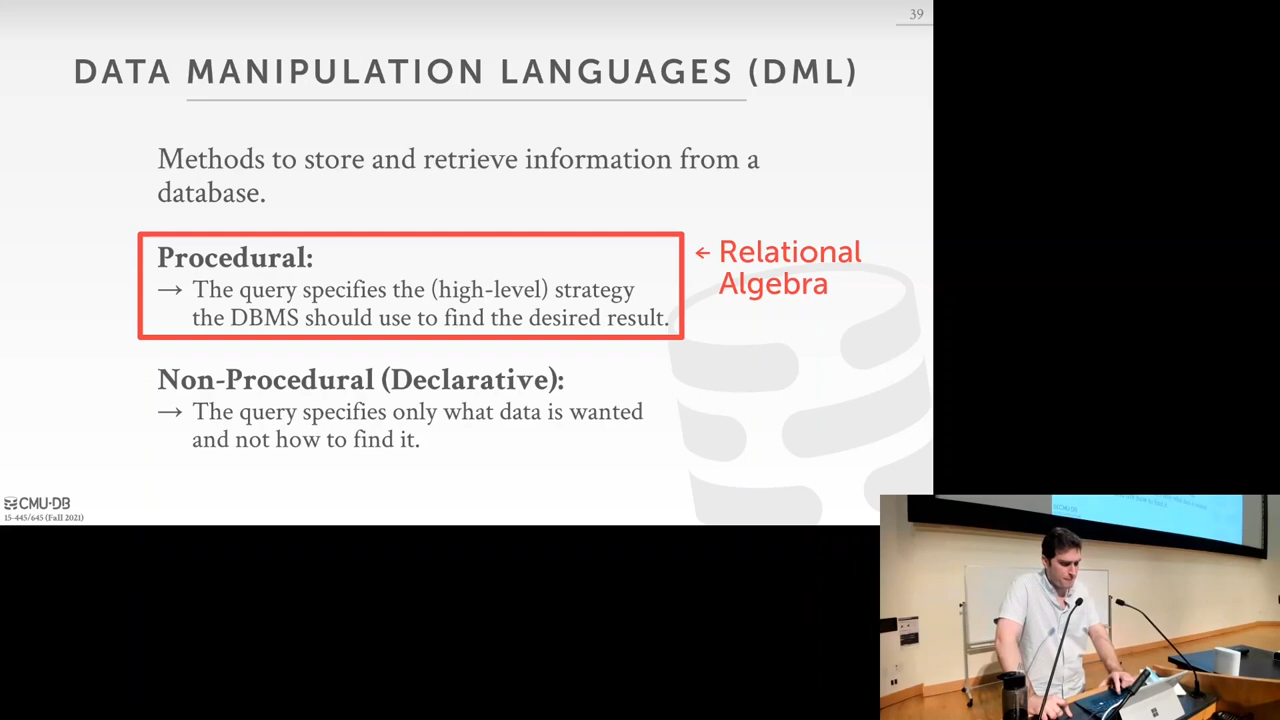 39
DATA MANIPULATION LANGUAGES (DML)
Methods to store and retrieve information from a
database.
Procedural:
→ The query specifies the (high-level) strategy
the DBMS should use to find the desired result.
← Relational
Algebra
Non-Procedural (Declarative):
→ The query specifies only what data is wanted
and not how to find it.
CMU·DB
15-445/645 (Fall 2021)